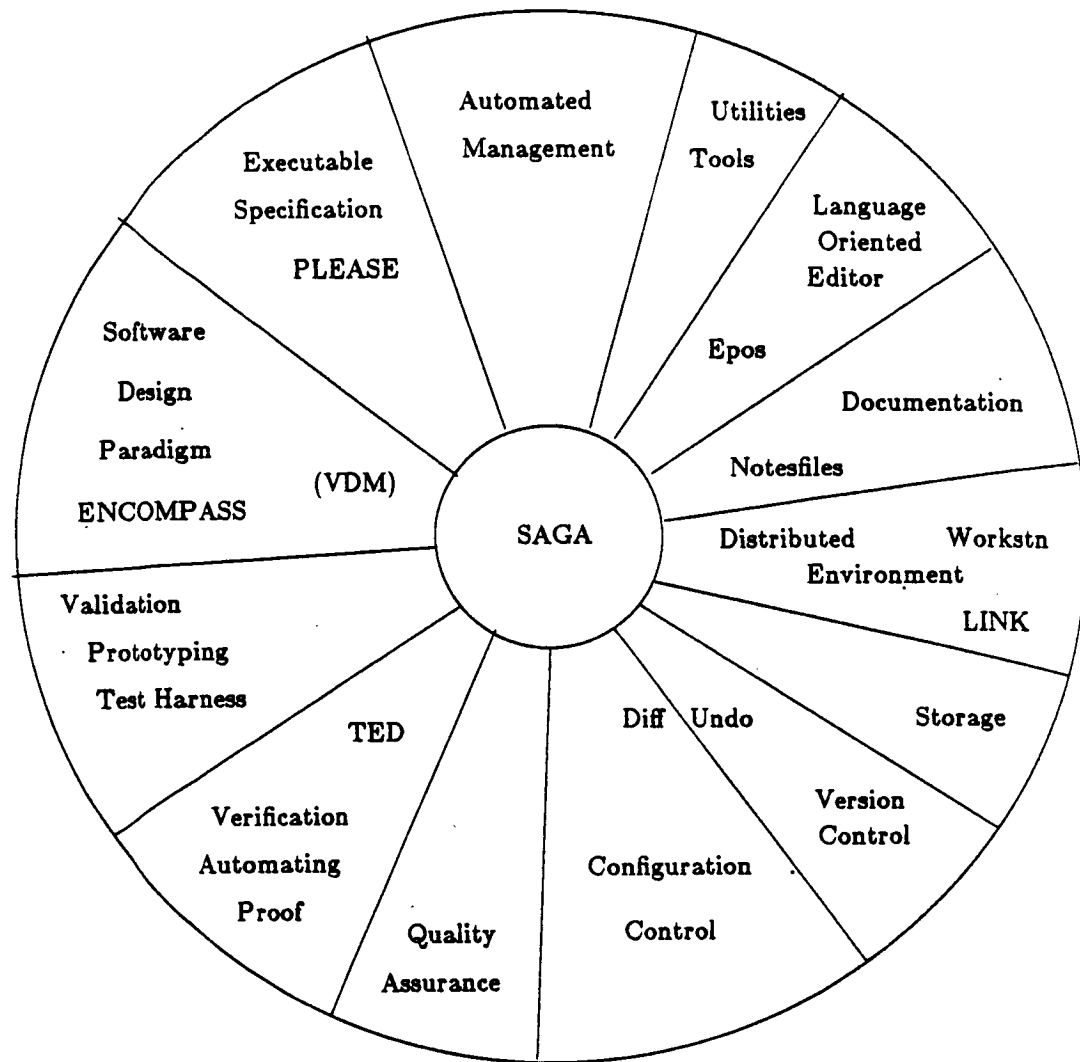 Automated
Management
Utilities
Tools
Language
Oriented
Editor
Epos
Documentation
Notesfiles
Distributed Workstn
Environment
LINK
Storage
Undo
Version
Control
Diff
Configuration
Control
Quality
Assurance
TED
Verification
Automating
Proof
Validation
Prototyping
Test Harness
Software
Design
Paradigm
(VDM)
ENCOMPASS
Executable
Specification
PLEASE
SAGA